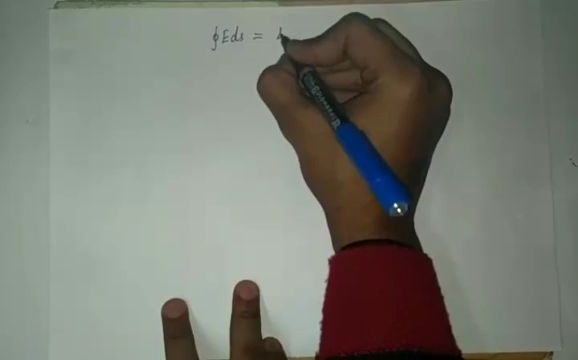 ∮Eds =